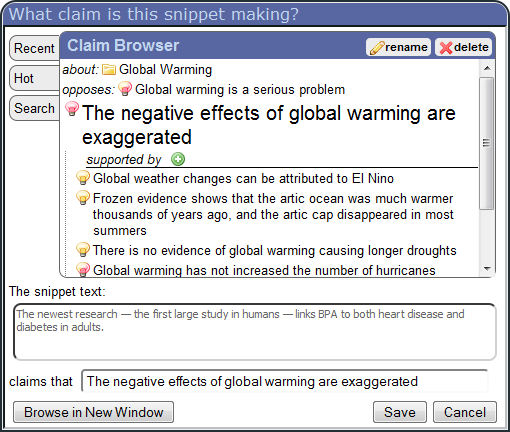 What claim is this snippet making?
Recent
Hot
Search
Claim Browser
rename
delete
about: Global Warming
opposes: Global warming is a serious problem
The negative effects of global warming are
exaggerated
supported by
Global weather changes can be attributed to El Nino
Frozen evidence shows that the artic ocean was much warmer
thousands of years ago, and the artic cap disappeared in most
summers
There is no evidence of global warming causing longer droughts
Global warming has not increased the number of hurricanes
The snippet text:
The newest research — the first large study in humans — links BPA to both heart disease and
diabetes in adults.
claims that The negative effects of global warming are exaggerated
Browse in New Window
Save
Cancel